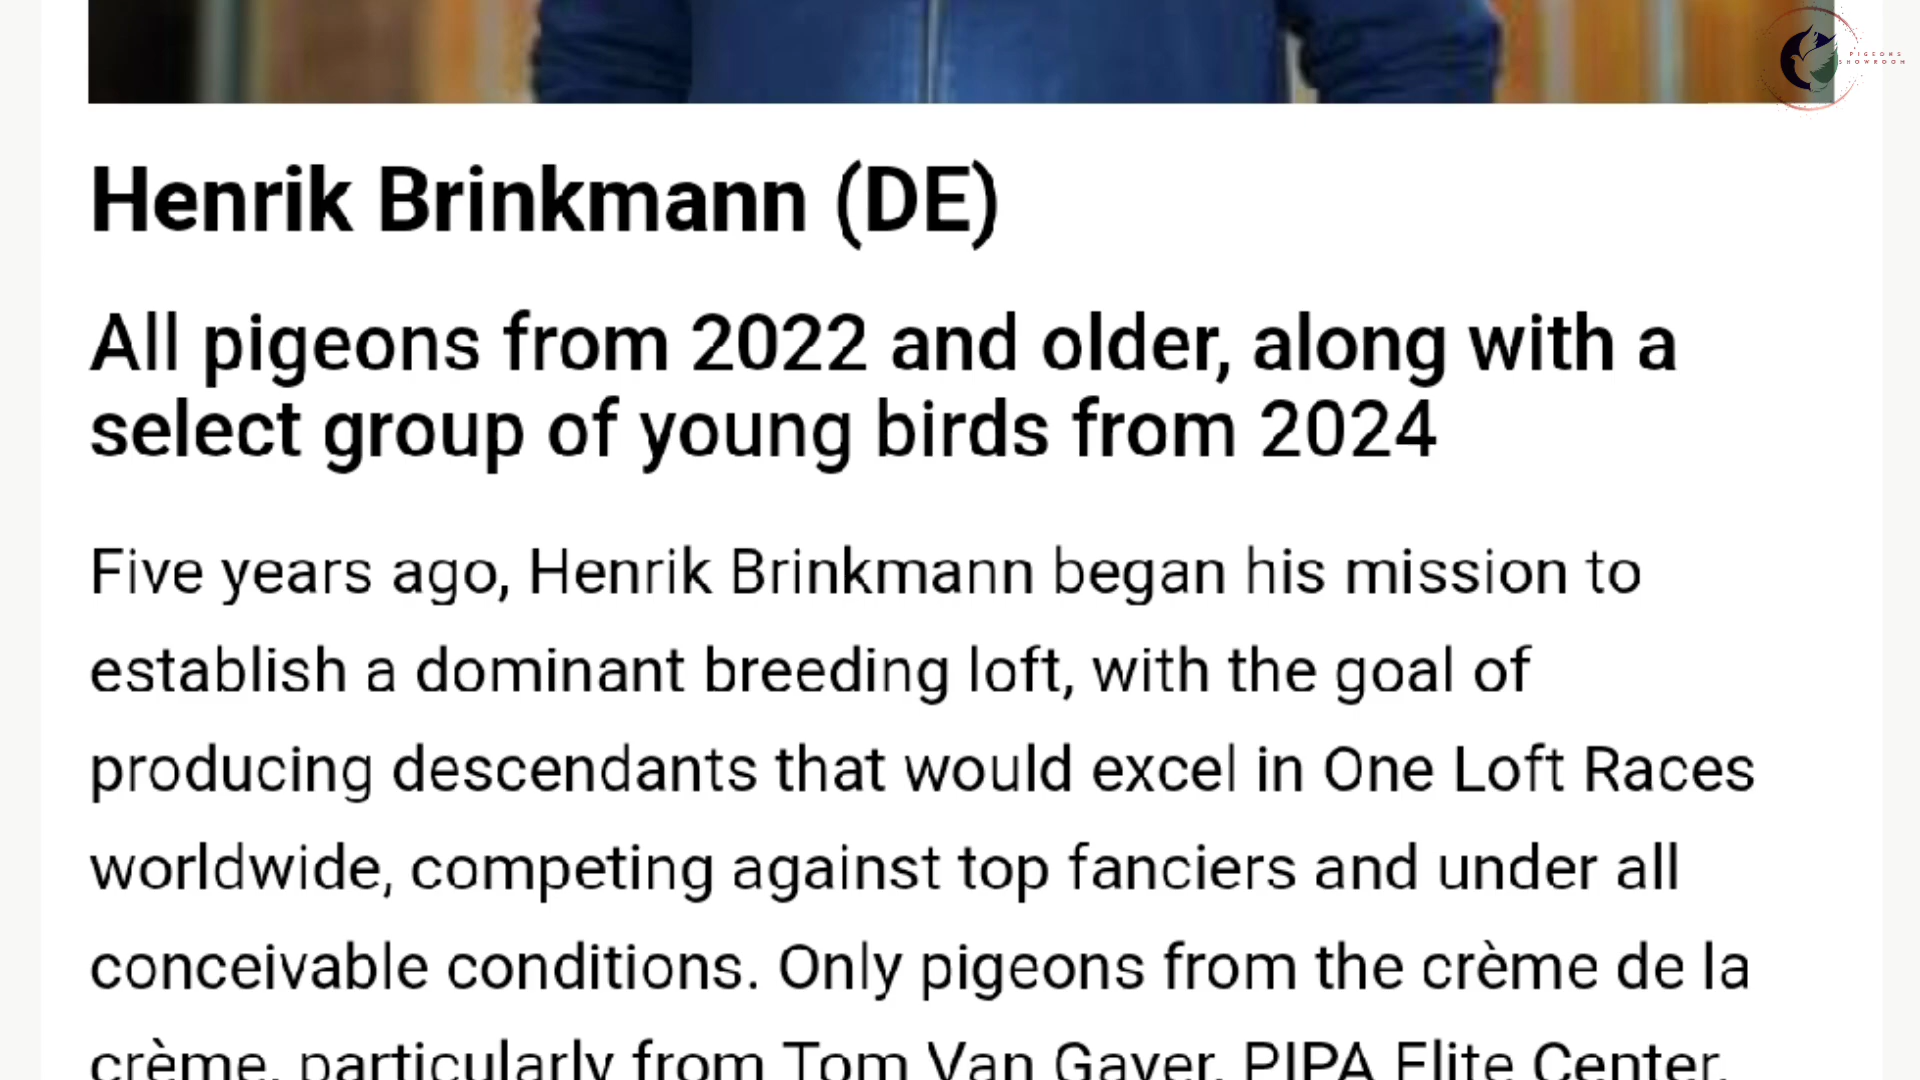 PIGEONS
SHOWROOM
Henrik Brinkmann (DE)
All pigeons from 2022 and older, along with a
select group of young birds from 2024
Five years ago, Henrik Brinkmann began his mission to
establish a dominant breeding loft, with the goal of
producing descendants that would excel in One Loft Races
worldwide, competing against top fanciers and under all
conceivable conditions. Only pigeons from the crème de la
crème, particularly from Tom Van Gaver, PIPA Elite Center,